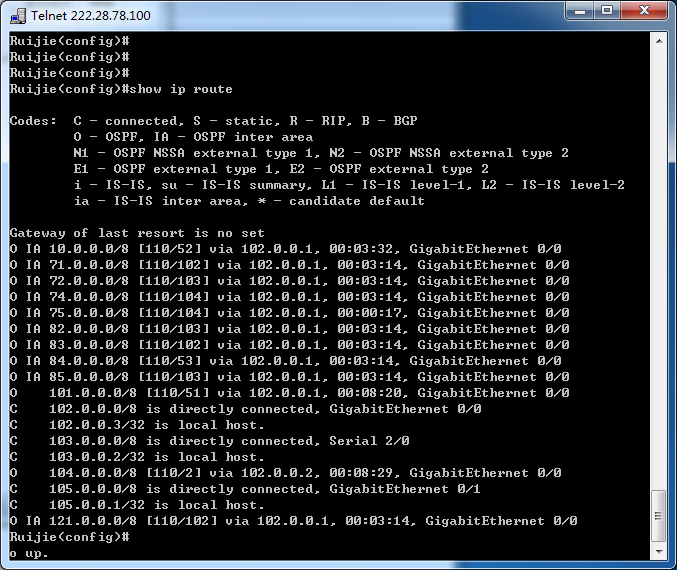 Telnet 222.28.78.100
Ruijie(config)#
Ruijie(config)#
Ruijie(config)#
Ruijie(config)#show ip route
Codes:  C - connected, S - static, R - RIP, B - BGP
        O - OSPF, IA - OSPF inter area
        N1 - OSPF NSSA external type 1, N2 - OSPF NSSA external type 2
        E1 - OSPF external type 1, E2 - OSPF external type 2
        i - IS-IS, su - IS-IS summary, L1 - IS-IS level-1, L2 - IS-IS level-2
        ia - IS-IS inter area, * - candidate default
Gateway of last resort is no set
O IA 10.0.0.0/8 [110/52] via 102.0.0.1, 00:03:32, GigabitEthernet 0/0
O IA 71.0.0.0/8 [110/102] via 102.0.0.1, 00:03:14, GigabitEthernet 0/0
O IA 72.0.0.0/8 [110/103] via 102.0.0.1, 00:03:14, GigabitEthernet 0/0
O IA 74.0.0.0/8 [110/104] via 102.0.0.1, 00:03:14, GigabitEthernet 0/0
O IA 75.0.0.0/8 [110/104] via 102.0.0.1, 00:00:17, GigabitEthernet 0/0
O IA 82.0.0.0/8 [110/103] via 102.0.0.1, 00:03:14, GigabitEthernet 0/0
O IA 83.0.0.0/8 [110/102] via 102.0.0.1, 00:03:14, GigabitEthernet 0/0
O IA 84.0.0.0/8 [110/53] via 102.0.0.1, 00:03:14, GigabitEthernet 0/0
O IA 85.0.0.0/8 [110/103] via 102.0.0.1, 00:03:14, GigabitEthernet 0/0
O    101.0.0.0/8 [110/51] via 102.0.0.1, 00:08:20, GigabitEthernet 0/0
C    102.0.0.0/8 is directly connected, GigabitEthernet 0/0
C    102.0.0.3/32 is local host.
C    103.0.0.0/8 is directly connected, Serial 2/0
C    103.0.0.2/32 is local host.
O    104.0.0.0/8 [110/2] via 102.0.0.2, 00:08:29, GigabitEthernet 0/0
C    105.0.0.0/8 is directly connected, GigabitEthernet 0/1
C    105.0.0.1/32 is local host.
O IA 121.0.0.0/8 [110/102] via 102.0.0.1, 00:03:14, GigabitEthernet 0/0
Ruijie(config)#
o up.